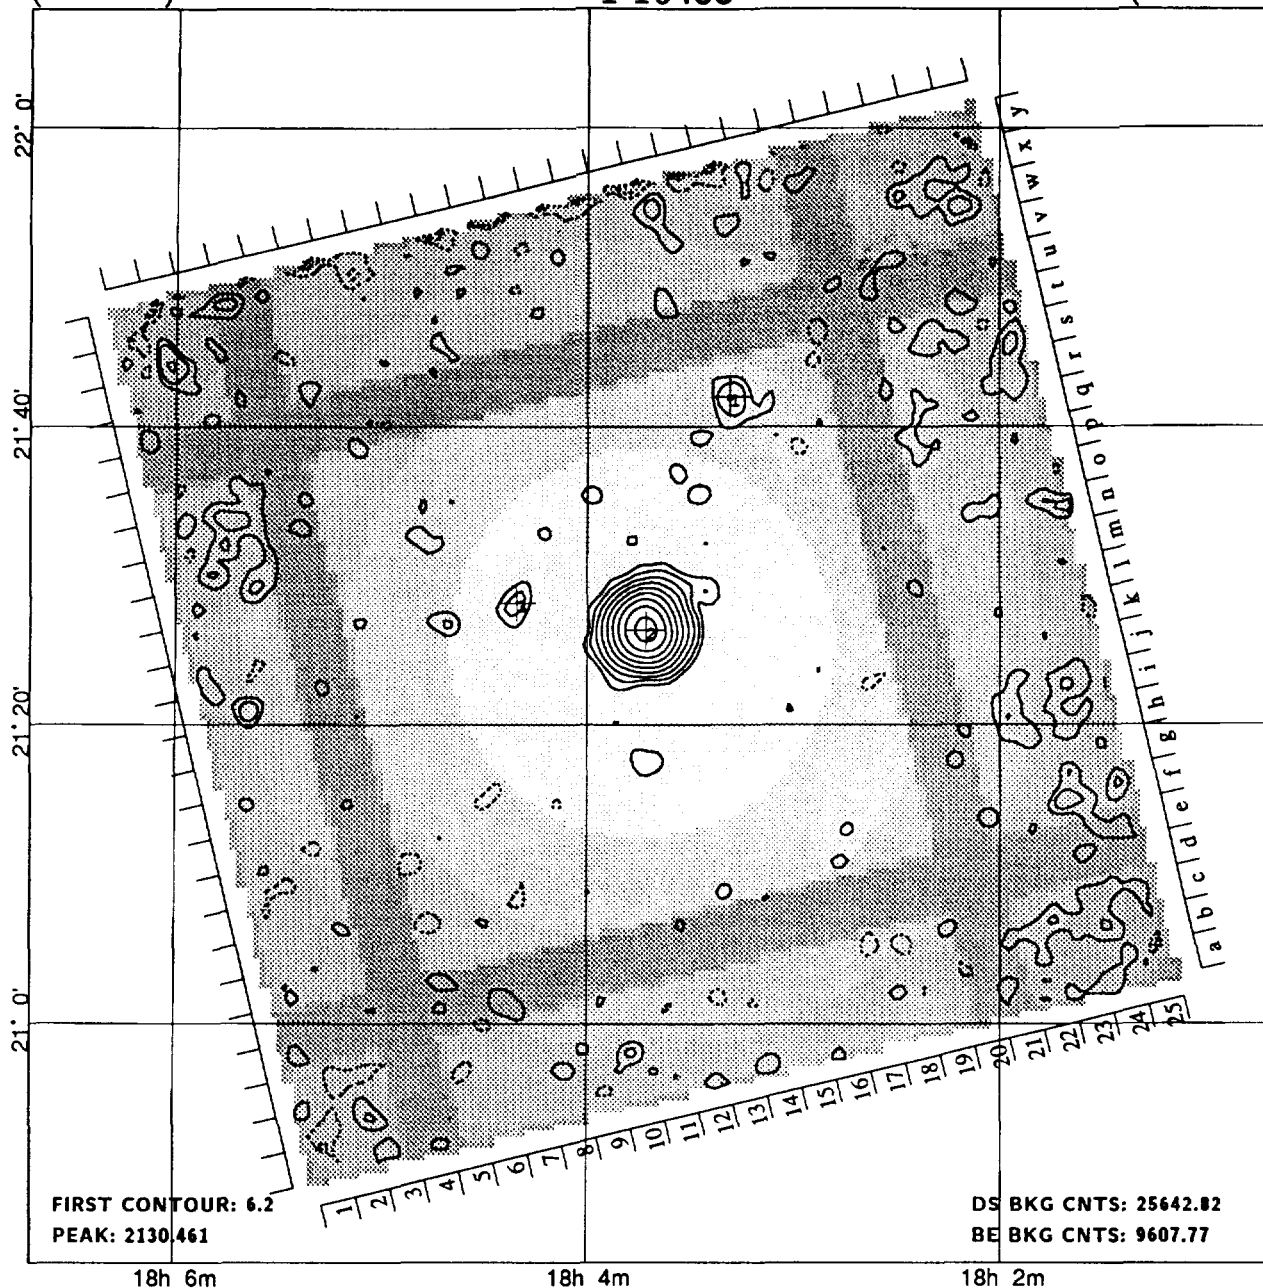 22° 0'
21° 40'
21° 20'
21° 0'
y
x
w
v
u
t
s
r
q
p
o
n
m
l
k
j
i
h
g
f
e
d
c
b
a
1
2
1 2 3 4 5 6 7 8 9 10 11 12 13 14 15 16 17 18 19 20 21 22 23 24 25
FIRST CONTOUR: 6.2
PEAK: 2130.461
DS BKG CNTS: 25642.82
BE BKG CNTS: 9607.77
18h 6m 18h 4m 18h 2m